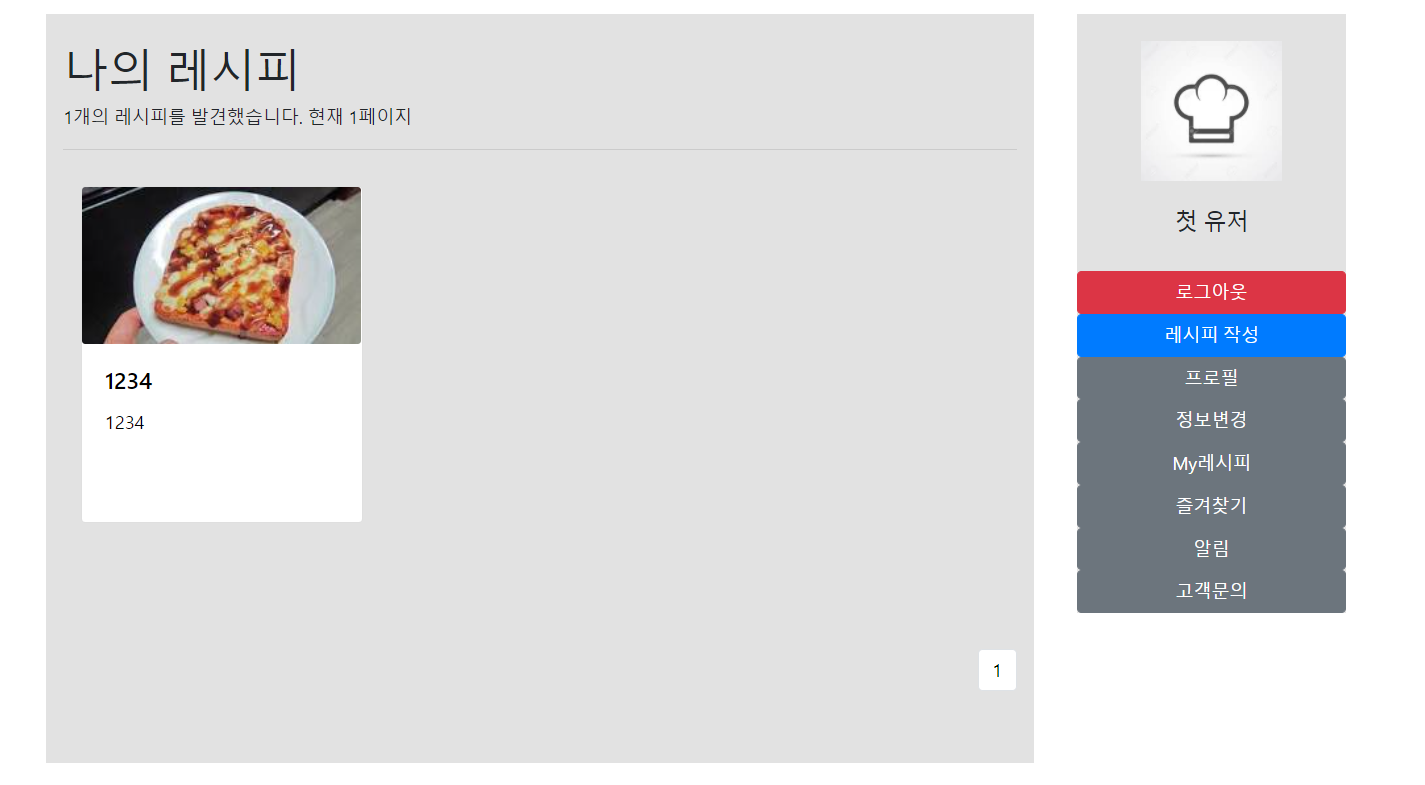 나의 레시피
1개의 레시피를 발견했습니다. 현재 1페이지
1234
1234
1
첫 유저
로그아웃
레시피 작성
프로필
정보변경
My레시피
즐겨찾기
알림
고객문의